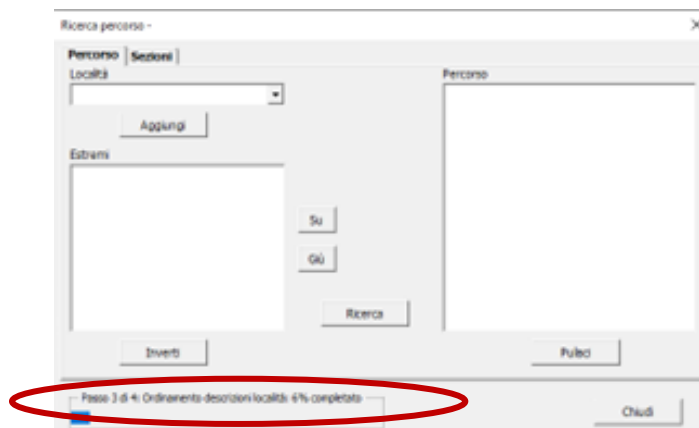 Ricerca percorso -
Percorso Sezioni
Località
Percorso
Aggiungi
Estremi
Su
Giù
Ricerca
Inverti
Pulisci
Passo 3 di 4: Ordinamento descrizioni località: 6% completato
Chiudi